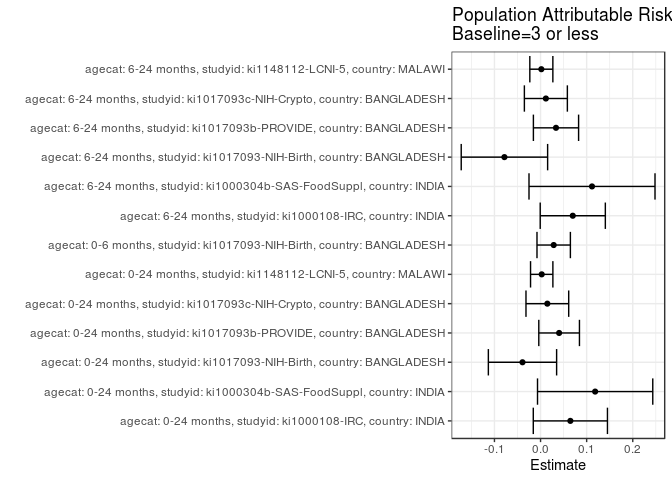 Population Attributable Risk
Baseline=3 or less
agecat: 6-24 months, studyid: ki1148112-LCNI-5, country: MALAWI
agecat: 6-24 months, studyid: ki1017093c-NIH-Crypto, country: BANGLADESH
agecat: 6-24 months, studyid: ki1017093b-PROVIDE, country: BANGLADESH
agecat: 6-24 months, studyid: ki1017093-NIH-Birth, country: BANGLADESH
agecat: 6-24 months, studyid: ki1000304b-SAS-FoodSuppl, country: INDIA
agecat: 6-24 months, studyid: ki1000108-IRC, country: INDIA
agecat: 0-6 months, studyid: ki1017093-NIH-Birth, country: BANGLADESH
agecat: 0-24 months, studyid: ki1148112-LCNI-5, country: MALAWI
agecat: 0-24 months, studyid: ki1017093c-NIH-Crypto, country: BANGLADESH
agecat: 0-24 months, studyid: ki1017093b-PROVIDE, country: BANGLADESH
agecat: 0-24 months, studyid: ki1017093-NIH-Birth, country: BANGLADESH
agecat: 0-24 months, studyid: ki1000304b-SAS-FoodSuppl, country: INDIA
agecat: 0-24 months, studyid: ki1000108-IRC, country: INDIA
-0.1 0.0 0.1 0.2
Estimate